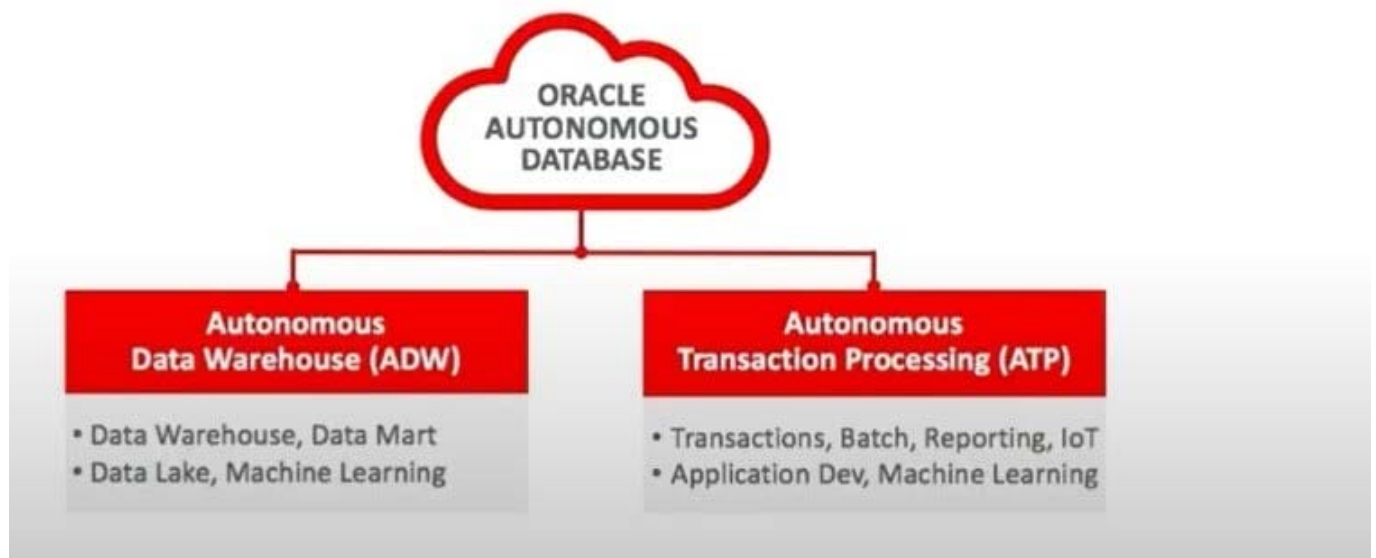 ORACLE
AUTONOMOUS
DATABASE
Autonomous
Data Warehouse (ADW)
• Data Warehouse, Data Mart
• Data Lake, Machine Learning
Autonomous
Transaction Processing (ATP)
• Transactions, Batch, Reporting, IoT
• Application Dev, Machine Learning